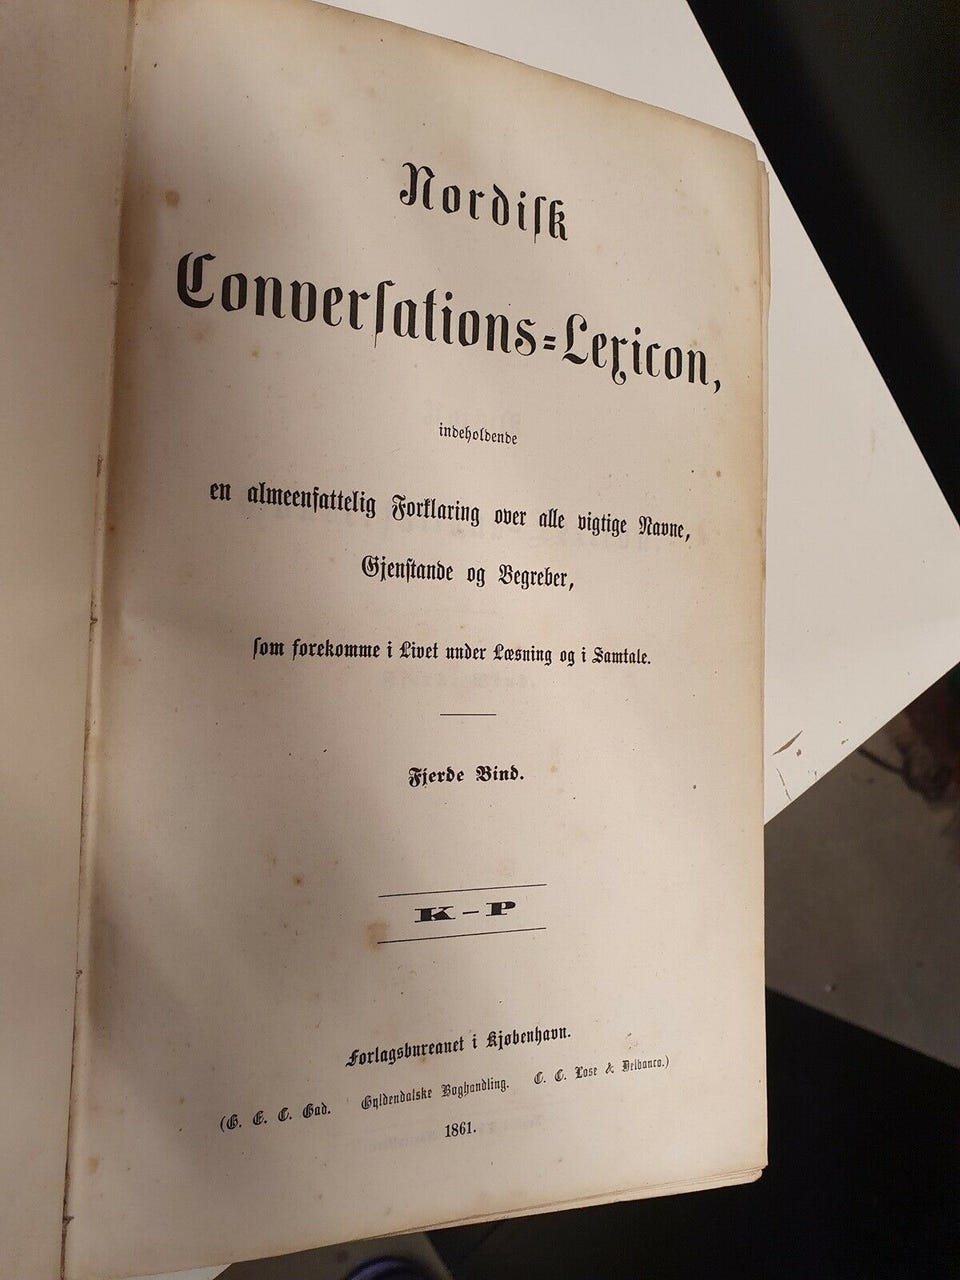 Nordiſk
Converſations-Lexicon,
indeholdende
en almeenfattelig Forklaring over alle vigtige Navne,
Gjenſtande og Begreber,
ſom forekomme i Livet under Læsning og i Samtale.
Fjerde Bind.
K–P
Forlagsbureauet i Kjøbenhavn.
(G. E. C. Gad. Gyldendalske Boghandling. C. C. Lose & Delbanco.)
1861.